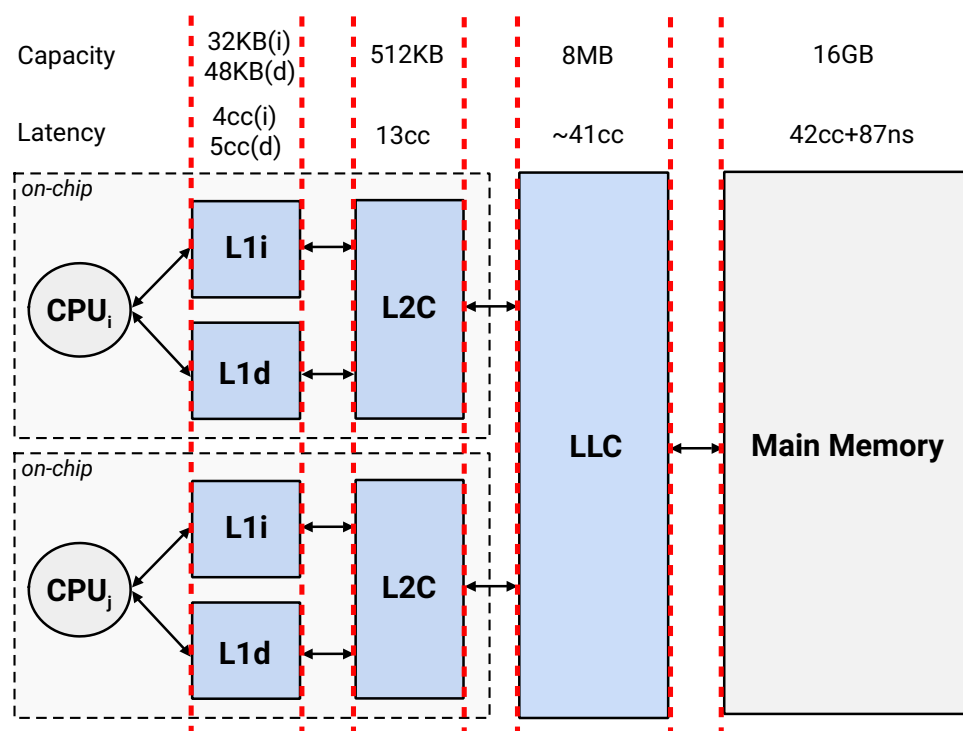 Capacity
32KB(i)
48KB(d)
512KB
8MB
16GB
Latency
4cc(i)
5cc(d)
13cc
~41cc
42cc+87ns
on-chip
CPUi
L1i
L1d
L2C
LLC
Main Memory
on-chip
CPUj
L1i
L1d
L2C